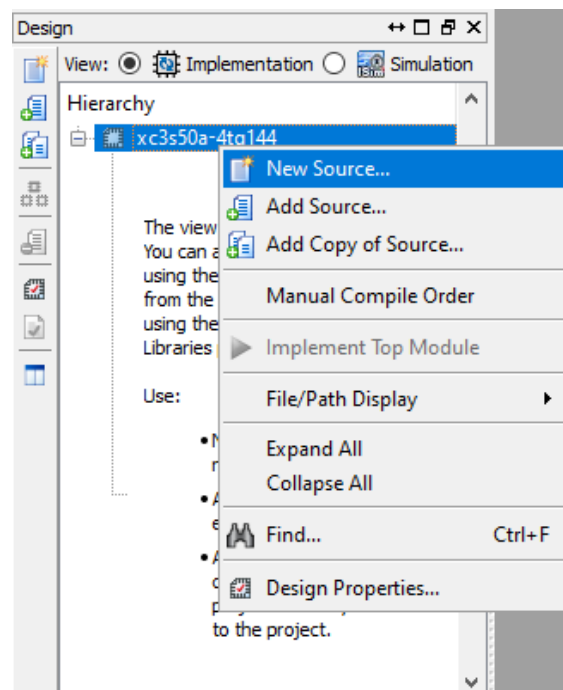 Design
View: Implementation Simulation
Hierarchy
xc3s50a-4tq144
New Source...
Add Source...
Add Copy of Source...
Manual Compile Order
Implement Top Module
File/Path Display
Expand All
Collapse All
Find... Ctrl+F
Design Properties...
The view
You can
using the
from the
using the
Libraries
Use:
to the project.